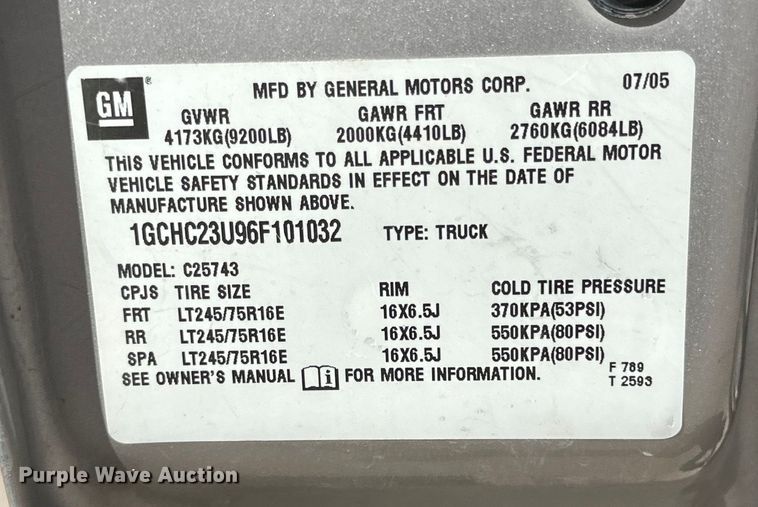 GM ®
MFD BY GENERAL MOTORS CORP. 07/05
GVWR GAWR FRT GAWR RR
4173KG(9200LB) 2000KG(4410LB) 2760KG(6084LB)
THIS VEHICLE CONFORMS TO ALL APPLICABLE U.S. FEDERAL MOTOR
VEHICLE SAFETY STANDARDS IN EFFECT ON THE DATE OF
MANUFACTURE SHOWN ABOVE.
1GCHC23U96F101032 TYPE: TRUCK
MODEL: C25743
CPJS TIRE SIZE RIM COLD TIRE PRESSURE
FRT LT245/75R16E 16X6.5J 370KPA(53PSI)
RR LT245/75R16E 16X6.5J 550KPA(80PSI)
SPA LT245/75R16E 16X6.5J 550KPA(80PSI)
SEE OWNER'S MANUAL i FOR MORE INFORMATION.
F 789
T 2593
Purple Wave Auction